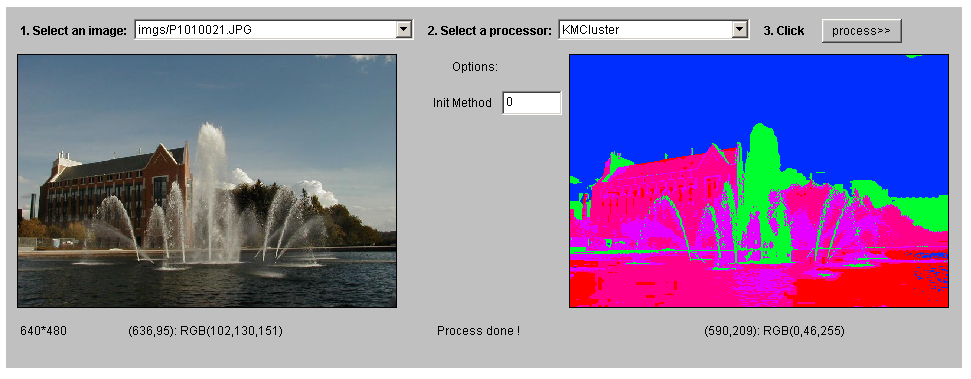 1. Select an image: imgs/P1010021.JPG 2. Select a processor: KMCluster 3. Click process>>
Options:
Init Method 0
640*480 (636,95): RGB(102,130,151) Process done ! (590,209): RGB(0,46,255)